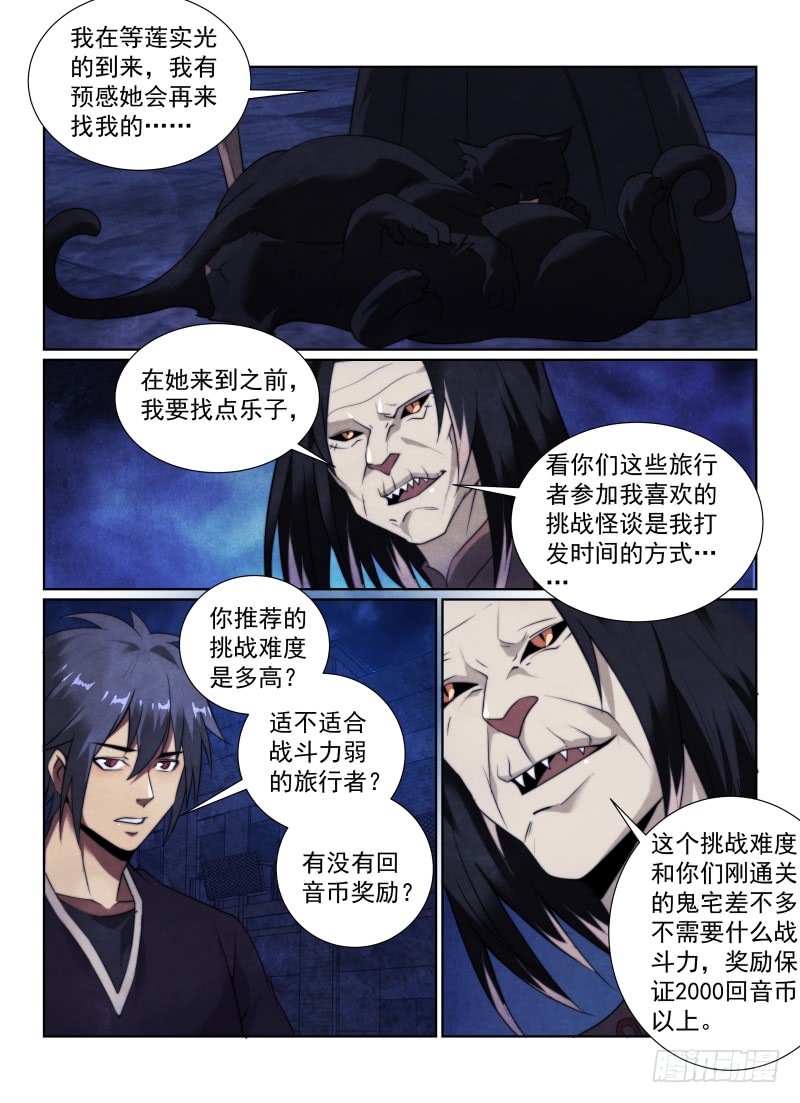 我在等莲实光
的到来，我有
预感她会再来
找我的……
在她来到之前，
我要找点乐子，
看你们这些旅行
者参加我喜欢的
挑战怪谈是我打
发时间的方式…
…
你推荐的
挑战难度
是多高？
适不适合
战斗力弱
的旅行者？
有没有回
音币奖励？
这个挑战难度
和你们刚通关
的鬼宅差不多
不需要什么战
斗力，奖励保
证2000回音币
以上。
腾讯动漫